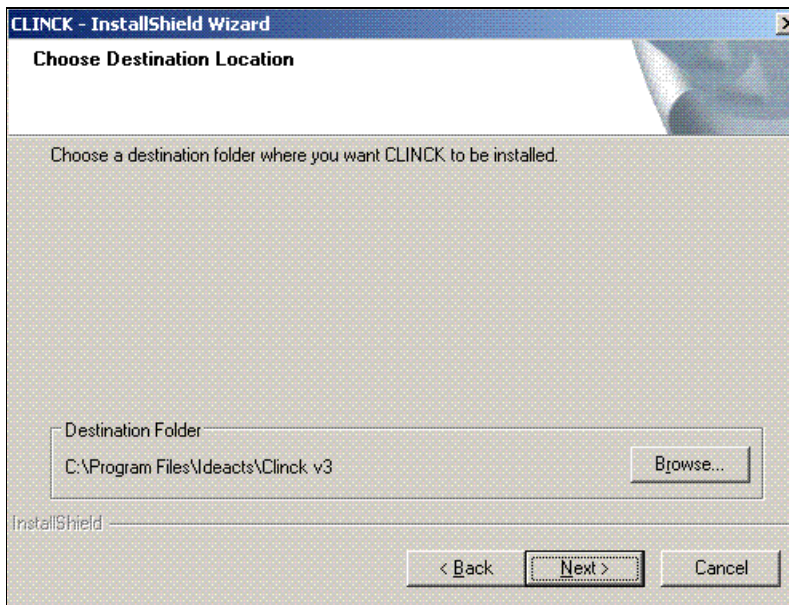 CLINCK - InstallShield Wizard
Choose Destination Location
Choose a destination folder where you want CLINCK to be installed.
Destination Folder
C:\Program Files\Ideacts\Clinck v3
Browse...
InstallShield
< Back Next > Cancel